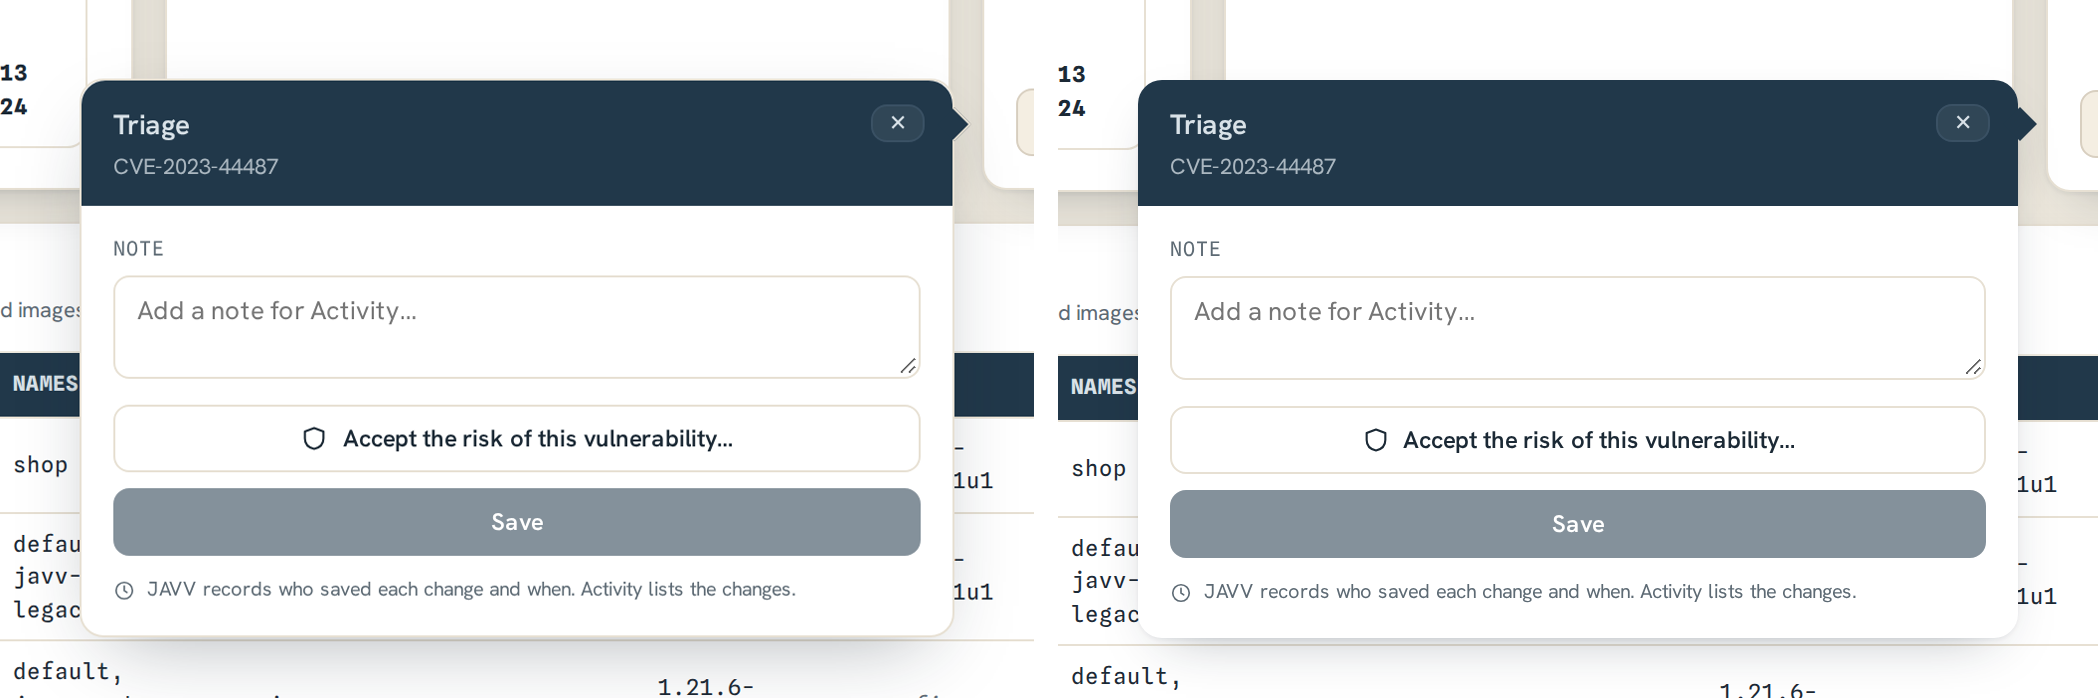 13
24
Triage
CVE-2023-44487
NOTE
Add a note for Activity...
d images
NAMES
Accept the risk of this vulnerability...
shop
-
1u1
Save
defau
javv-
legac
-
1u1
JAVV records who saved each change and when. Activity lists the changes.
default,
1.21.6-
13
24
Triage
CVE-2023-44487
NOTE
Add a note for Activity...
d images
NAMES
Accept the risk of this vulnerability...
shop
-
1u1
Save
defau
javv-
legac
-
1u1
JAVV records who saved each change and when. Activity lists the changes.
default,
1.21.6-